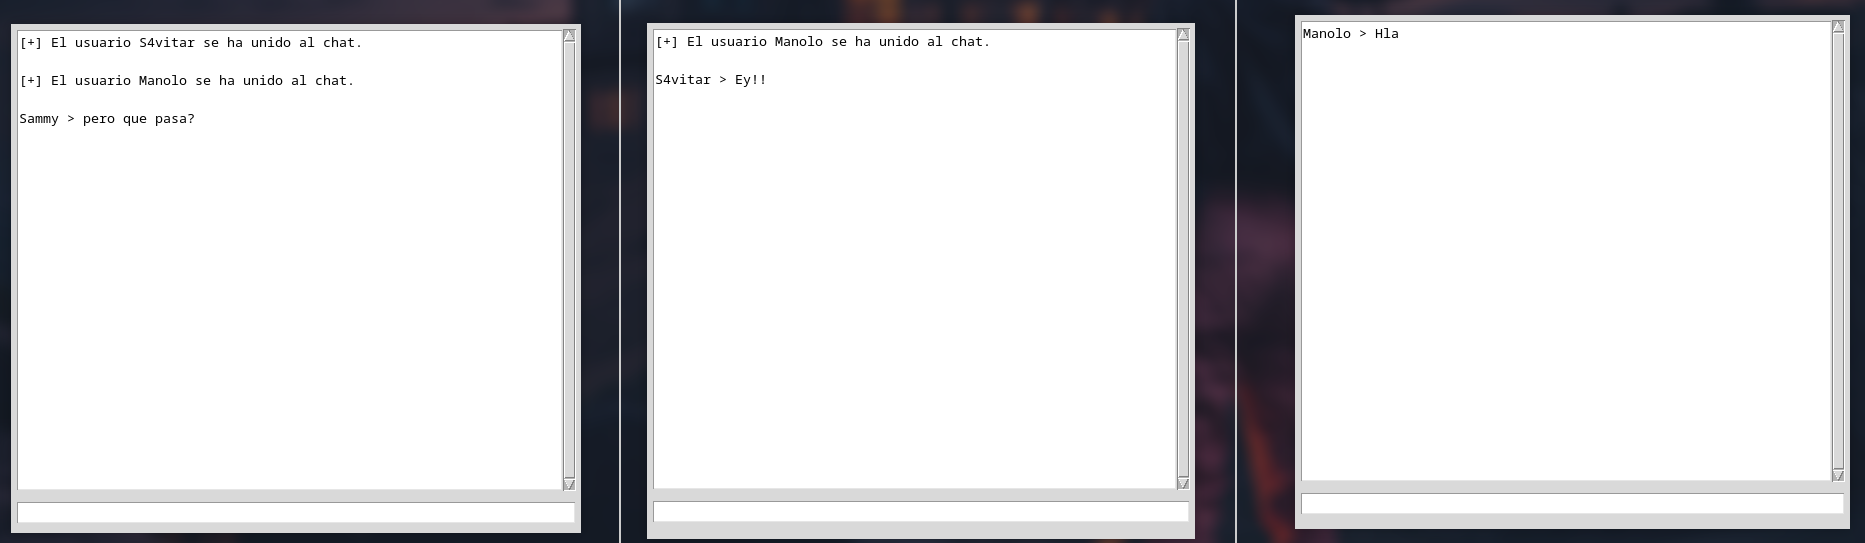 [+] El usuario S4vitar se ha unido al chat.
[+] El usuario Manolo se ha unido al chat.
Sammy > pero que pasa?
[+] El usuario Manolo se ha unido al chat.
S4vitar > Ey!!
Manolo > Hla